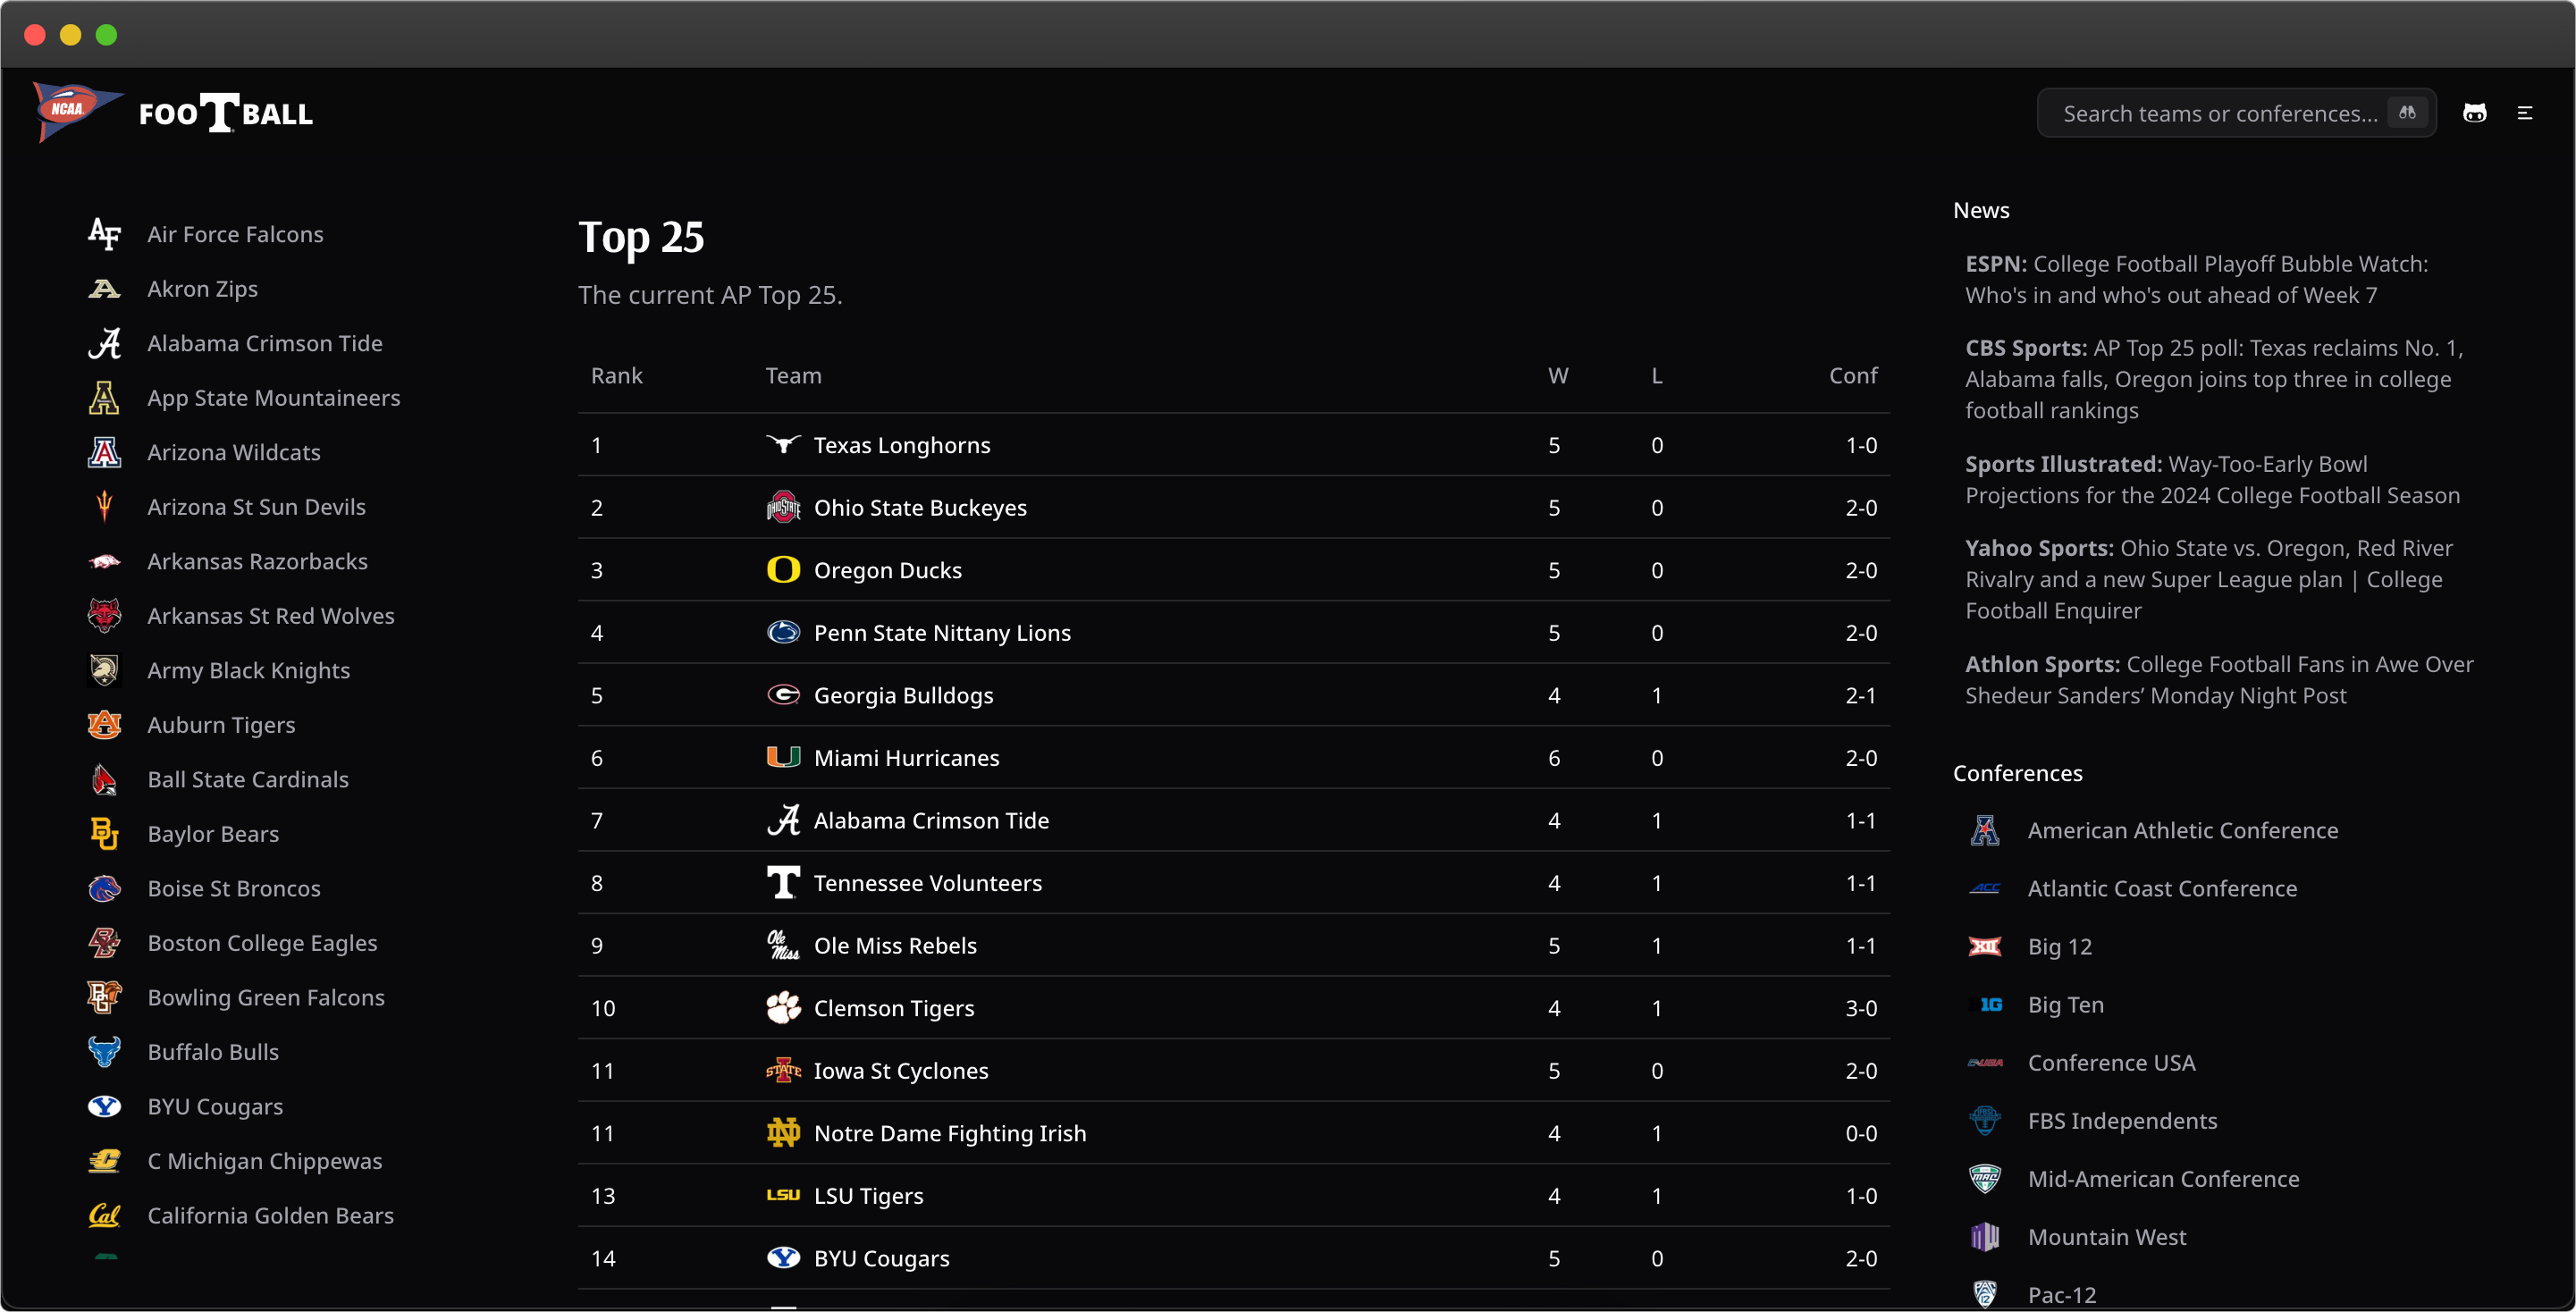 NCAA
FOOTBALL
Search teams or conferences...
Air Force Falcons
Akron Zips
Alabama Crimson Tide
App State Mountaineers
Arizona Wildcats
Arizona St Sun Devils
Arkansas Razorbacks
Arkansas St Red Wolves
Army Black Knights
Auburn Tigers
Ball State Cardinals
Baylor Bears
Boise St Broncos
Boston College Eagles
Bowling Green Falcons
Buffalo Bulls
BYU Cougars
C Michigan Chippewas
California Golden Bears
Top 25
The current AP Top 25.
Rank Team W L Conf
1 Texas Longhorns 5 0 1-0
2 Ohio State Buckeyes 5 0 2-0
3 Oregon Ducks 5 0 2-0
4 Penn State Nittany Lions 5 0 2-0
5 Georgia Bulldogs 4 1 2-1
6 Miami Hurricanes 6 0 2-0
7 Alabama Crimson Tide 4 1 1-1
8 Tennessee Volunteers 4 1 1-1
9 Ole Miss Rebels 5 1 1-1
10 Clemson Tigers 4 1 3-0
11 Iowa St Cyclones 5 0 2-0
11 Notre Dame Fighting Irish 4 1 0-0
13 LSU Tigers 4 1 1-0
14 BYU Cougars 5 0 2-0
News
ESPN: College Football Playoff Bubble Watch:
Who's in and who's out ahead of Week 7
CBS Sports: AP Top 25 poll: Texas reclaims No. 1,
Alabama falls, Oregon joins top three in college
football rankings
Sports Illustrated: Way-Too-Early Bowl
Projections for the 2024 College Football Season
Yahoo Sports: Ohio State vs. Oregon, Red River
Rivalry and a new Super League plan | College
Football Enquirer
Athlon Sports: College Football Fans in Awe Over
Shedeur Sanders’ Monday Night Post
Conferences
American Athletic Conference
Atlantic Coast Conference
Big 12
Big Ten
Conference USA
FBS Independents
Mid-American Conference
Mountain West
Pac-12